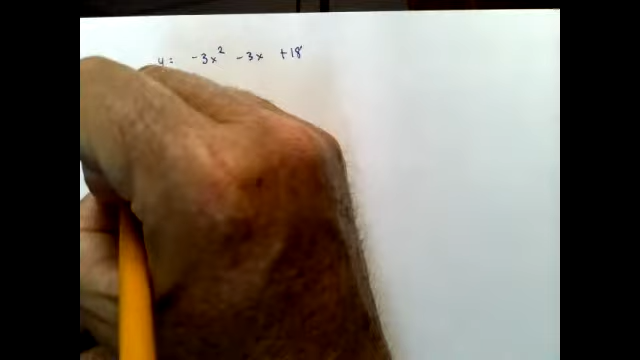 y = -3x² -3x +18